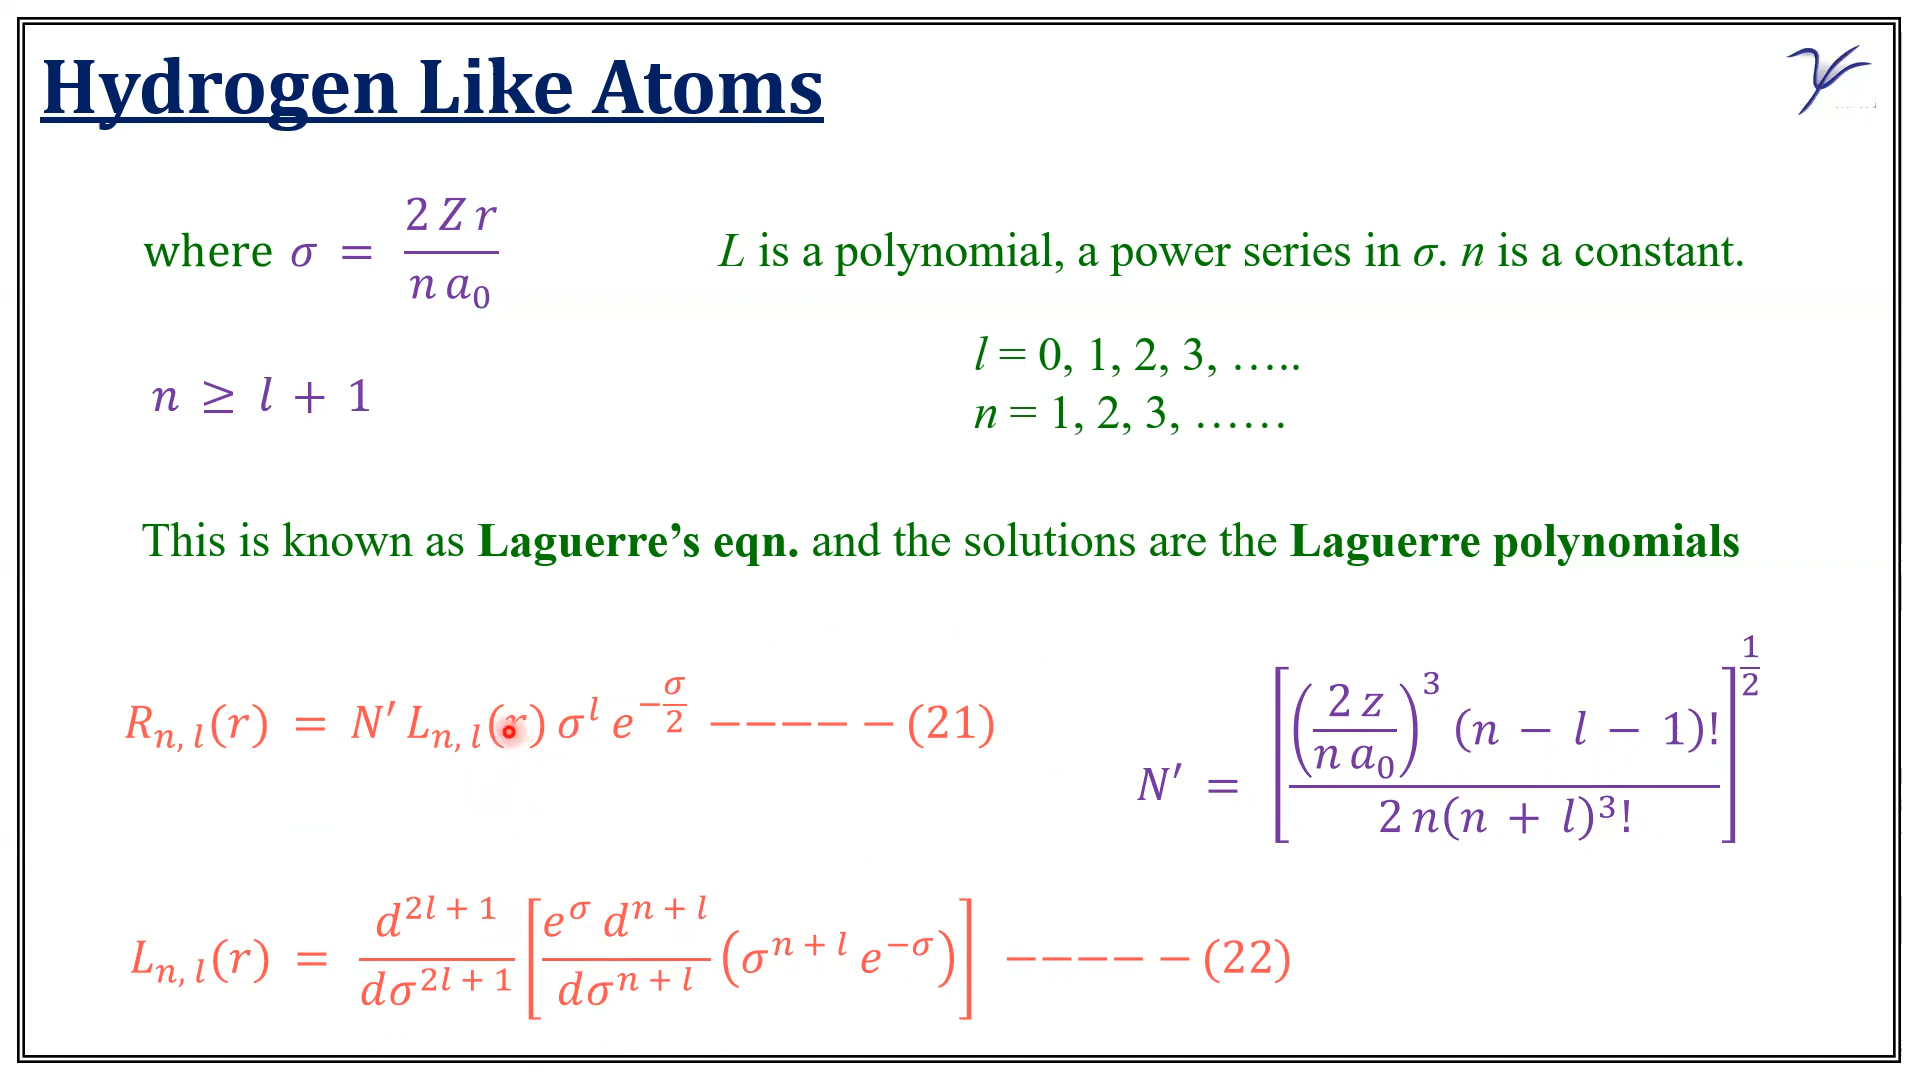 Hydrogen Like Atoms
where σ = 2 Z r / n a₀
L is a polynomial, a power series in σ. n is a constant.
n ≥ l + 1
l = 0, 1, 2, 3, …..
n = 1, 2, 3, ……
This is known as Laguerre’s eqn. and the solutions are the Laguerre polynomials
R_{n, l}(r) = N′ L_{n, l}(r) σ^l e^{−σ/2} −−−−− (21)
N′ = [ (2 z / n a₀)^3 (n − l − 1)! / 2 n(n + l)^3! ]^{1/2}
L_{n, l}(r) = d^{2l + 1} / dσ^{2l + 1} [ e^σ d^{n + l} / dσ^{n + l} (σ^{n + l} e^{−σ}) ] −−−−− (22)